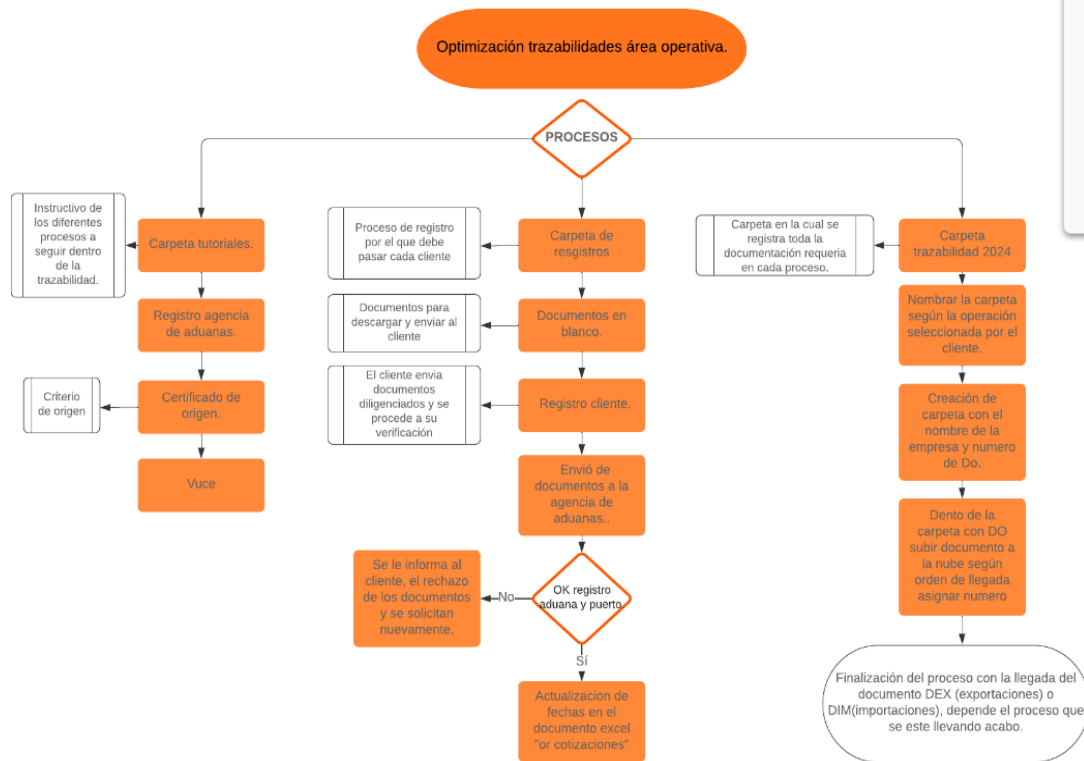 Optimización trazabilidades área operativa.
PROCESOS
Instructivo de
los diferentes
procesos a
seguir dentro
de la
trazabilidad.
Carpeta tutoriales.
Registro agencia
de aduanas.
Criterio
de origen
Certificado de
origen.
Vuce
Proceso de registro
por el que debe
pasar cada cliente
Carpeta de
resgistros
Documentos para
descargar y enviar al
cliente
Documentos en
blanco.
El cliente envia
documentos
diligenciados y se
procede a su
verificación
Registro cliente.
Envió de
documentos a la
agencia de
aduanas..
OK registro
aduana y puerto.
No
Se le informa al
cliente, el rechazo
de los documentos
y se solicitan
nuevamente.
Sí
Actualizacion de
fechas en el
documento excel
"or cotizaciones"
Carpeta en la cual se
registra toda la
documentación requeria
en cada proceso.
Carpeta
trazabilidad 2024
Nombrar la carpeta
según la operación
seleccionada por el
cliente.
Creación de
carpeta con el
nombre de la
empresa y numero
de Do.
Dento de la
carpeta con DO
subir documento a
la nube según
orden de llegada
asignar numero
Finalización del proceso con la llegada del
documento DEX (exportaciones) o
DIM(importaciones), depende el proceso que
se este llevando acabo.